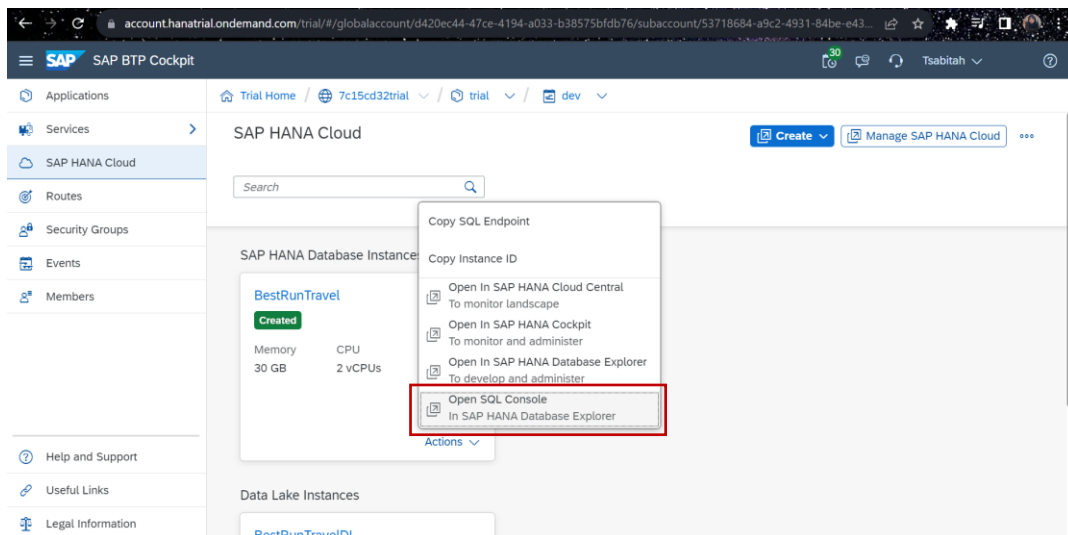 account.hanatrial.ondemand.com/trial/#/globalaccount/d420ec44-47ce-4194-a033-b38575bfdb76/subaccount/53718684-a9c2-4931-84be-e43...
SAP SAP BTP Cockpit 30 Tsabitah
Applications
Services
SAP HANA Cloud
Routes
Security Groups
Events
Members
Help and Support
Useful Links
Legal Information
Trial Home / 7c15cd32trial / trial / dev
SAP HANA Cloud
Create
Manage SAP HANA Cloud
Search
SAP HANA Database Instances
BestRunTravel
Created
Memory CPU
30 GB 2 vCPUs
Copy SQL Endpoint
Copy Instance ID
Open In SAP HANA Cloud Central
To monitor landscape
Open In SAP HANA Cockpit
To monitor and administer
Open In SAP HANA Database Explorer
To develop and administer
Open SQL Console
In SAP HANA Database Explorer
Actions
Data Lake Instances
BestRunTravelDL